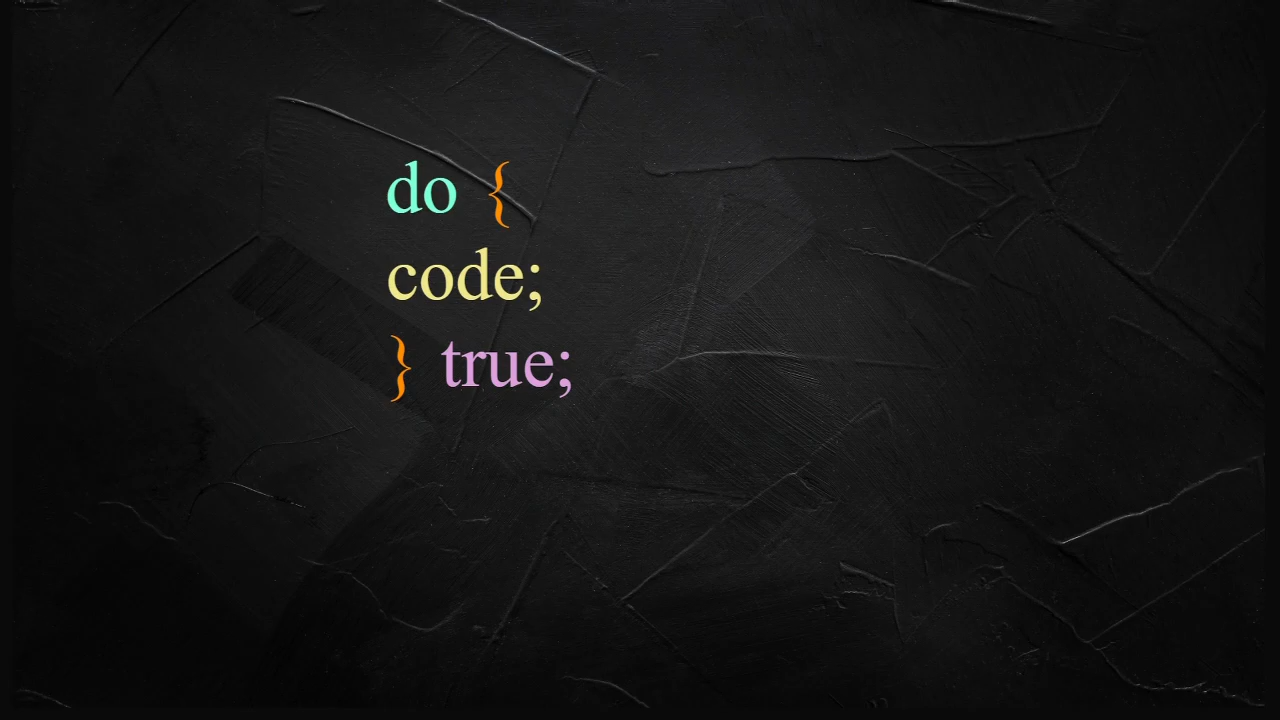 do {
code;
} true;